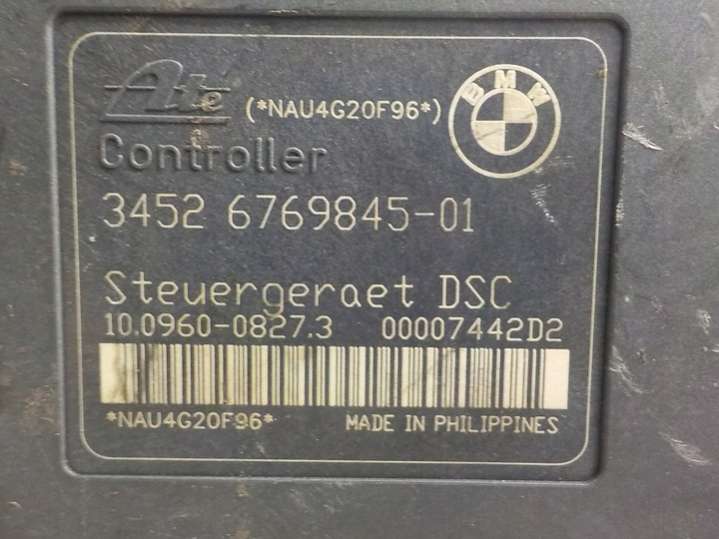 Ate (*NAU4G20F96*) BMW
Controller
3452 6769845-01
Steuergeraet DSC
10.0960-0827.3 00007442D2
*NAU4G20F96* MADE IN PHILIPPINES